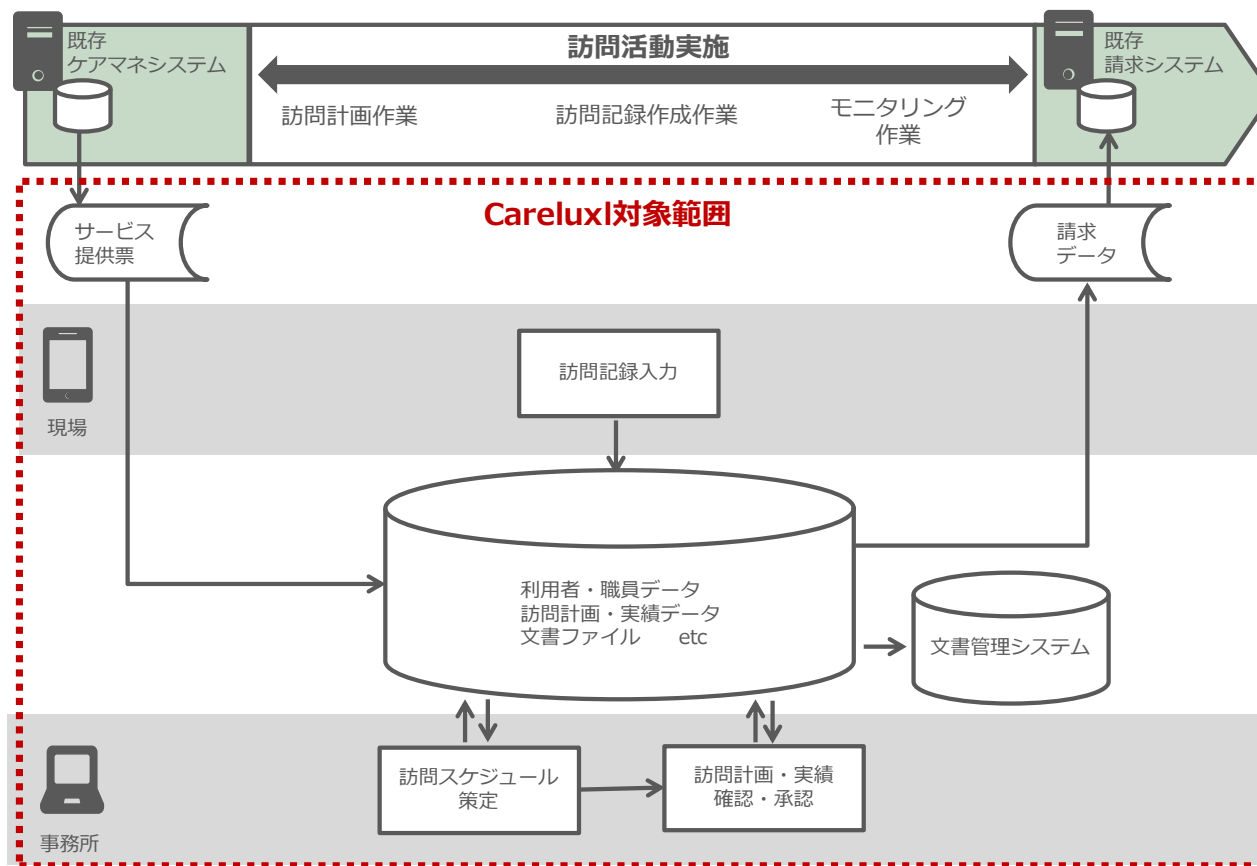 既存
ケアマネシステム
訪問活動実施
既存
請求システム
訪問計画作業
訪問記録作成作業
モニタリング
作業
Careluxl対象範囲
サービス
提供票
請求
データ
訪問記録入力
現場
利用者・職員データ
訪問計画・実績データ
文書ファイル　　etc
文書管理システム
訪問スケジュール
策定
訪問計画・実績
確認・承認
事務所